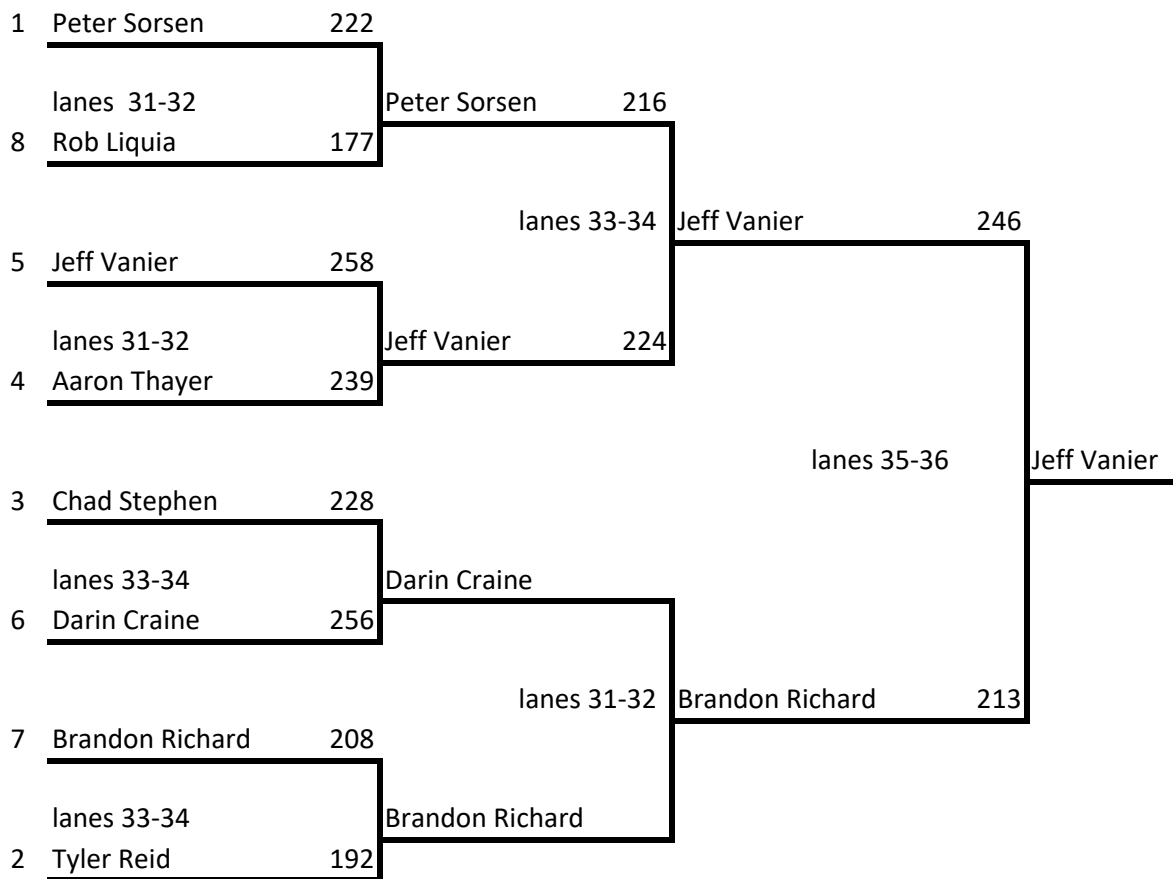 1 Peter Sorsen 222
lanes 31-32 Peter Sorsen 216
8 Rob Liquia 177
lanes 33-34 Jeff Vanier 246
5 Jeff Vanier 258
lanes 31-32 Jeff Vanier 224
4 Aaron Thayer 239
lanes 35-36 Jeff Vanier
3 Chad Stephen 228
lanes 33-34 Darin Craine
6 Darin Craine 256
lanes 31-32 Brandon Richard 213
7 Brandon Richard 208
lanes 33-34 Brandon Richard
2 Tyler Reid 192